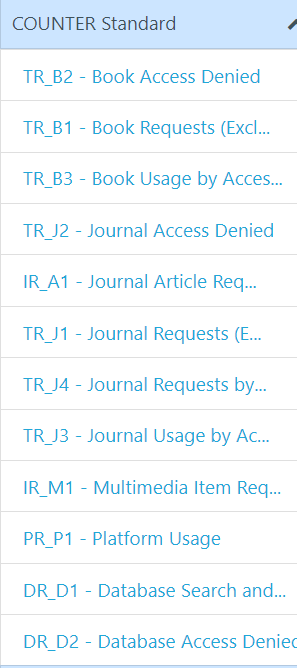 COUNTER Standard
TR_B2 - Book Access Denied
TR_B1 - Book Requests (Excl...
TR_B3 - Book Usage by Acces...
TR_J2 - Journal Access Denied
IR_A1 - Journal Article Req...
TR_J1 - Journal Requests (E...
TR_J4 - Journal Requests by...
TR_J3 - Journal Usage by Ac...
IR_M1 - Multimedia Item Req...
PR_P1 - Platform Usage
DR_D1 - Database Search and...
DR_D2 - Database Access Denied